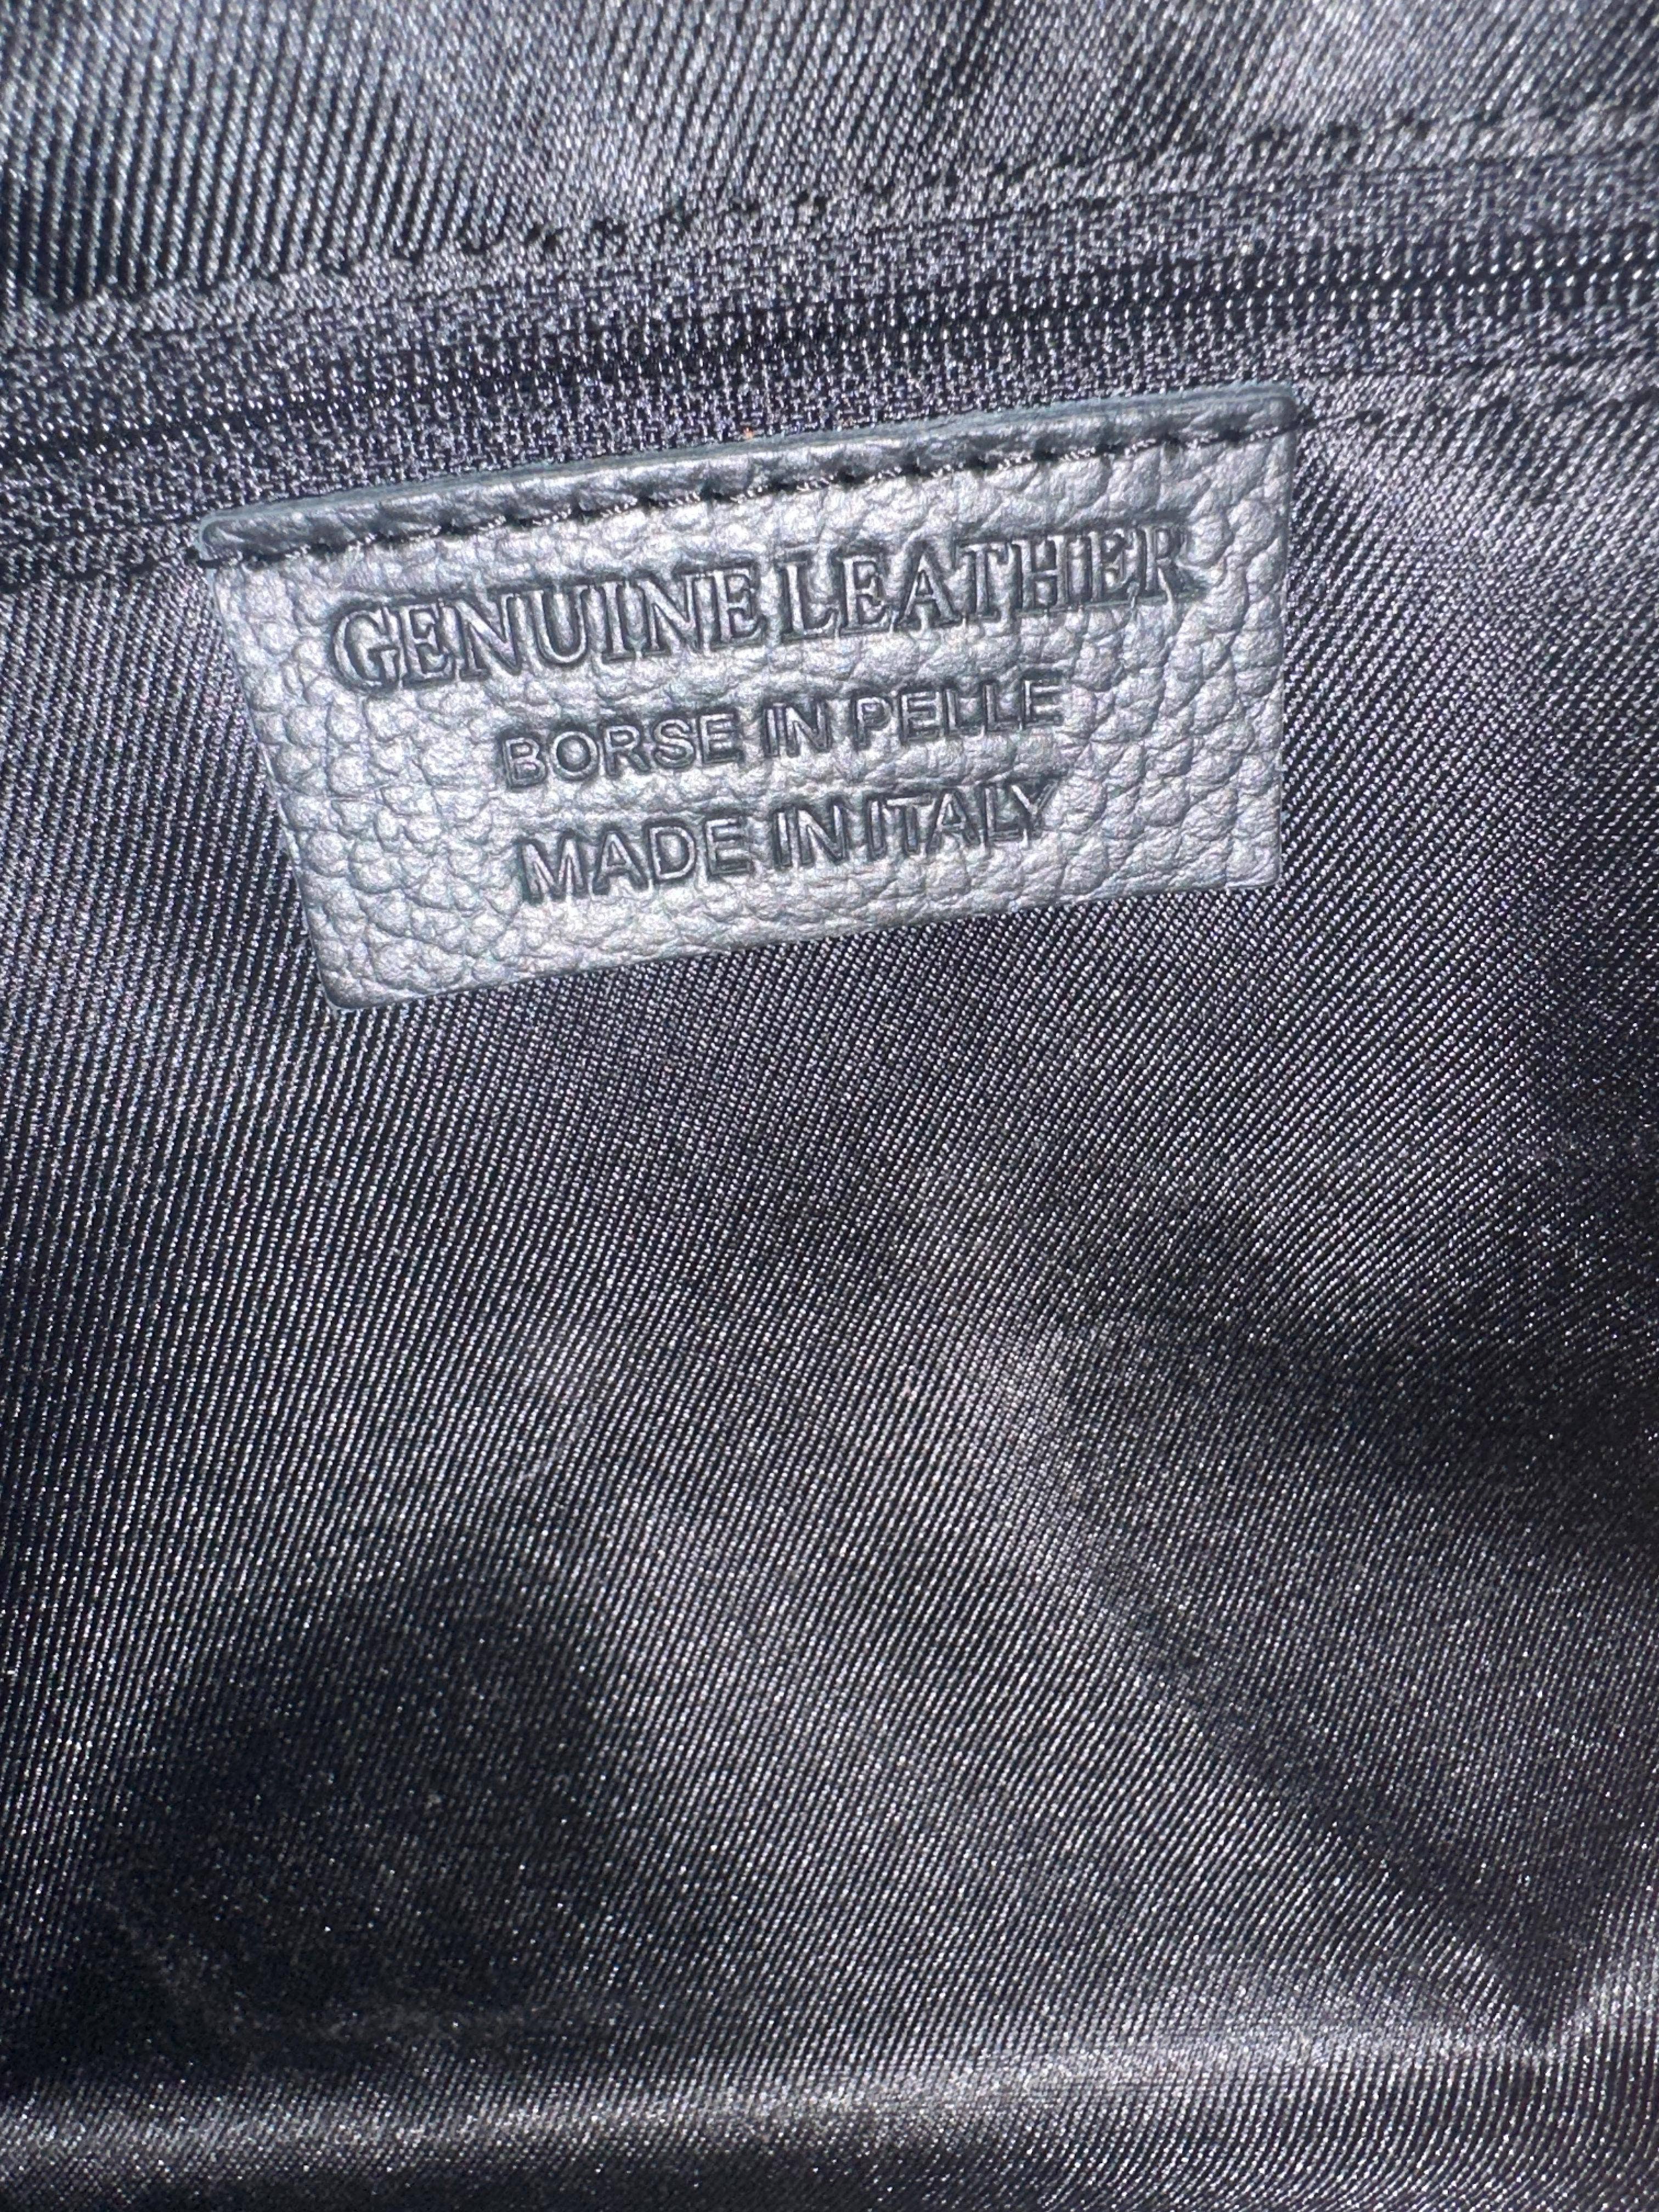 GENUINE LEATHER
BORSE IN PELLE
MADE IN ITALY